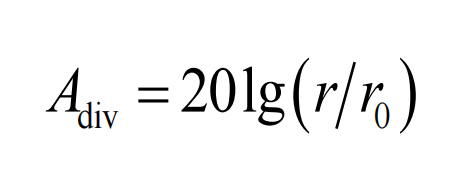 A_div = 20lg(r/r_0)